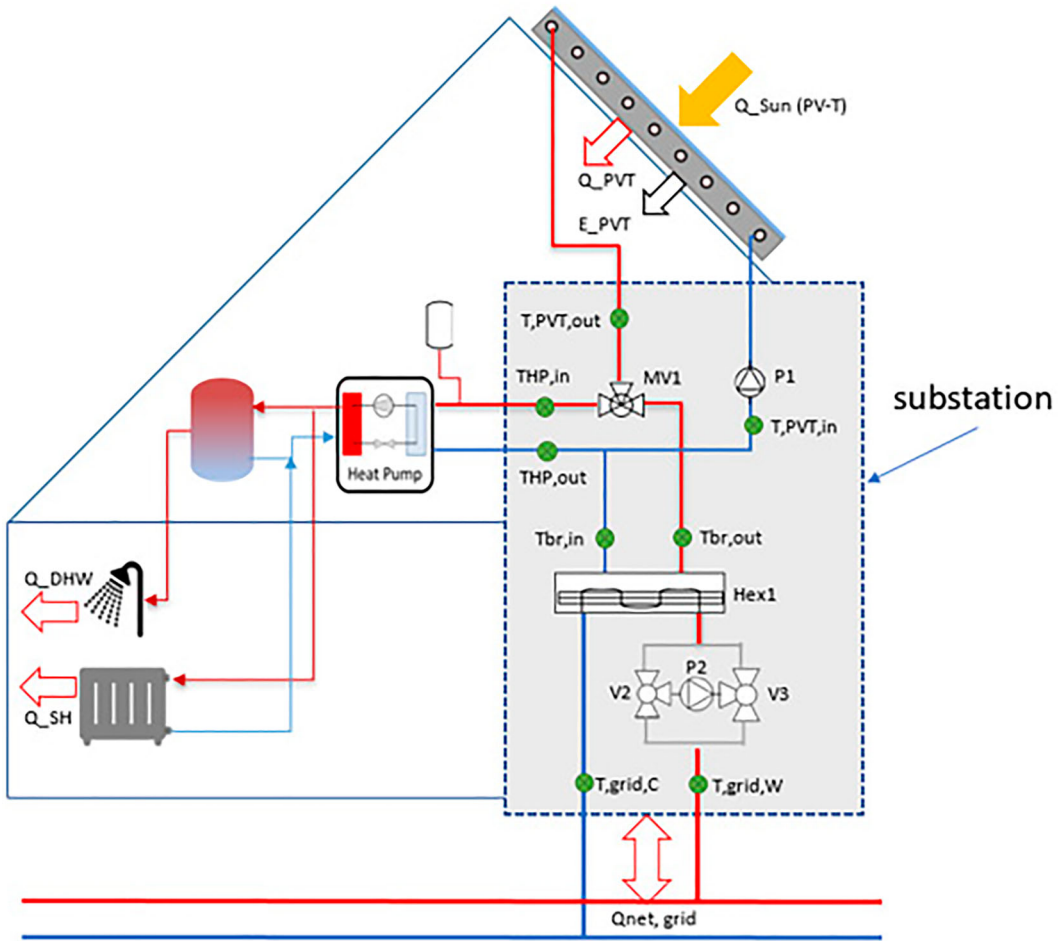 Q_Sun (PV-T)
Q_PVT
E_PVT
T,PVT,out
THP,in
MV1
P1
substation
T,PVT,in
Heat Pump
THP,out
Tbr,in
Tbr,out
Q_DHW
Hex1
P2
V2
V3
Q_SH
T,grid,C
T,grid,W
Qnet, grid